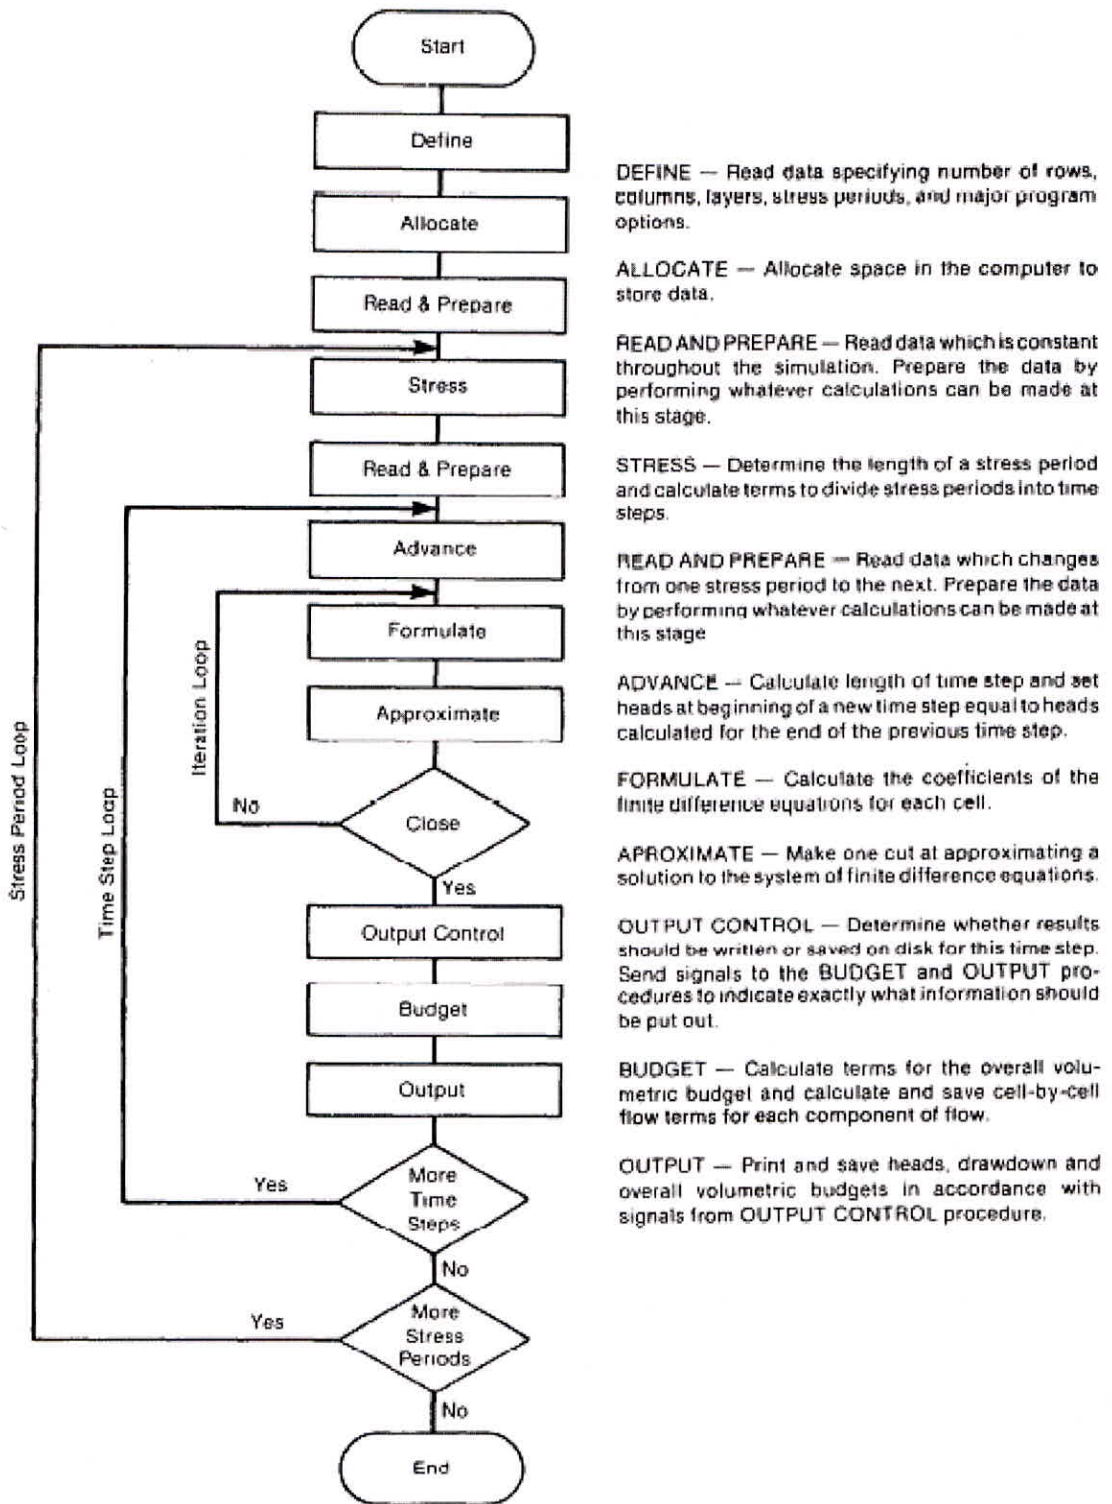 Start
Define
Allocate
Read & Prepare
Stress
Read & Prepare
Advance
Formulate
Approximate
Close
No
Yes
Output Control
Budget
Output
More
Time
Steps
Yes
No
More
Stress
Periods
Yes
No
End
Iteration Loop
Time Step Loop
Stress Period Loop
DEFINE — Read data specifying number of rows,
columns, layers, stress periods, and major program
options.
ALLOCATE — Allocate space in the computer to
store data.
READ AND PREPARE — Read data which is constant
throughout the simulation. Prepare the data by
performing whatever calculations can be made at
this stage.
STRESS — Determine the length of a stress period
and calculate terms to divide stress periods into time
steps.
READ AND PREPARE — Read data which changes
from one stress period to the next. Prepare the data
by performing whatever calculations can be made at
this stage
ADVANCE — Calculate length of time step and set
heads at beginning of a new time step equal to heads
calculated for the end of the previous time step.
FORMULATE — Calculate the coefficients of the
finite difference equations for each cell.
APROXIMATE — Make one cut at approximating a
solution to the system of finite difference equations.
OUTPUT CONTROL — Determine whether results
should be written or saved on disk for this time step.
Send signals to the BUDGET and OUTPUT pro-
cedures to indicate exactly what information should
be put out.
BUDGET — Calculate terms for the overall volu-
metric budget and calculate and save cell-by-cell
flow terms for each component of flow.
OUTPUT — Print and save heads, drawdown and
overall volumetric budgets in accordance with
signals from OUTPUT CONTROL procedure.